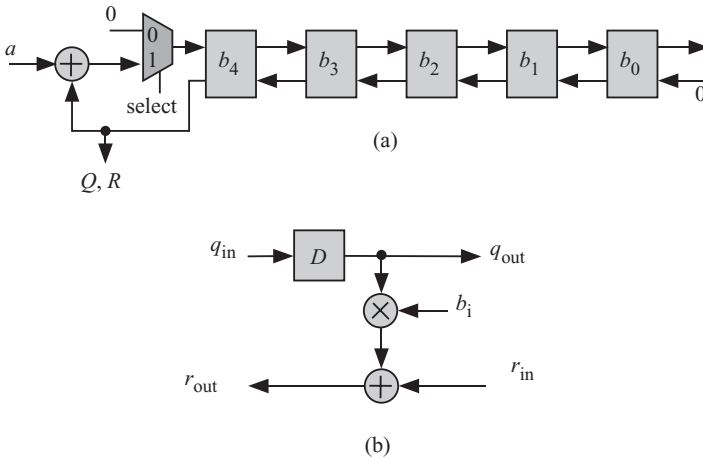 0
a
+
0
1
b4
b3
b2
b1
b0
select
0
Q, R
(a)
qin
D
qout
×
bi
rout
+
rin
(b)